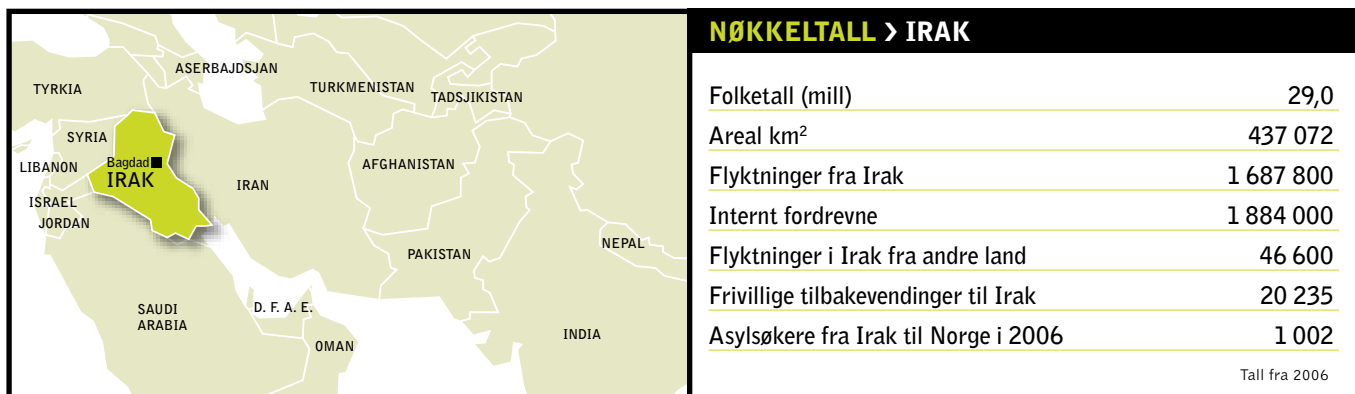 ASERBAJDSJAN
TYRKIA
TURKMENISTAN
TADSJIKISTAN
SYRIA
LIBANON
Bagdad
IRAK
AFGHANISTAN
IRAN
ISRAEL
JORDAN
PAKISTAN
NEPAL
SAUDI
ARABIA
D. F. A. E.
OMAN
INDIA
NØKKELTALL > IRAK
Folketall (mill) 29,0
Areal km² 437 072
Flyktninger fra Irak 1 687 800
Internt fordrevne 1 884 000
Flyktninger i Irak fra andre land 46 600
Frivillige tilbakevendinger til Irak 20 235
Asylsøkere fra Irak til Norge i 2006 1 002
Tall fra 2006